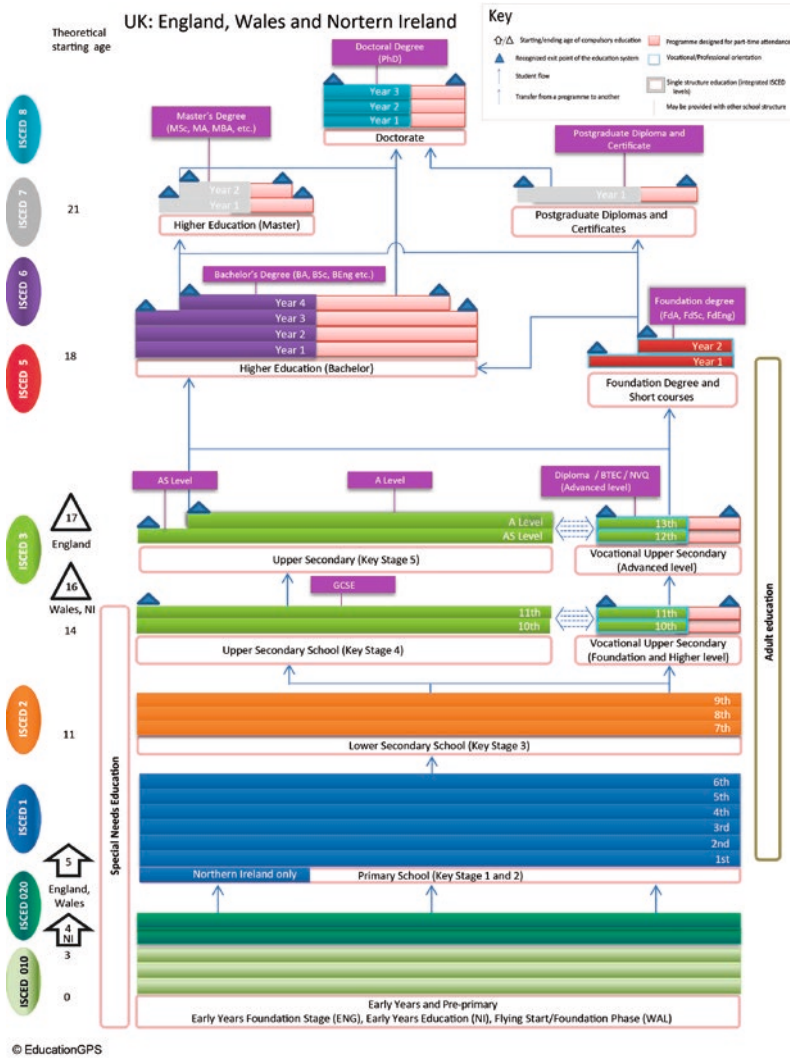 UK: England, Wales and Nortern Ireland
Theoretical
starting age
Key
Starting/ending age of compulsory education
Recognized exit point of the education system
Student flow
Transfer from a programme to another
Programme designed for part-time attendance
Vocational/Professional orientation
Single structure education (integrated ISCED
levels)
May be provided with other school structure
ISCED 8
Doctoral Degree
(PhD)
Year 3
Year 2
Year 1
Doctorate
ISCED 7
21
Master's Degree
(MSc, MA, MBA, etc.)
Year 2
Year 1
Higher Education (Master)
Postgraduate Diploma and
Certificate
Year 1
Postgraduate Diplomas and
Certificates
ISCED 6
Bachelor's Degree (BA, BSc, BEng etc.)
Year 4
Year 3
Year 2
Year 1
Higher Education (Bachelor)
ISCED 5
18
Foundation degree
(FdA, FdSc, FdEng)
Year 2
Year 1
Foundation Degree and
Short courses
ISCED 3
17
England
16
Wales, NI
14
AS Level
A Level
A Level
AS Level
Upper Secondary (Key Stage 5)
Diploma / BTEC / NVQ
(Advanced level)
13th
12th
Vocational Upper Secondary
(Advanced level)
GCSE
11th
10th
Upper Secondary School (Key Stage 4)
11th
10th
Vocational Upper Secondary
(Foundation and Higher level)
Adult education
Special Needs Education
ISCED 2
11
9th
8th
7th
Lower Secondary School (Key Stage 3)
ISCED 1
6th
5th
4th
3rd
2nd
1st
5
England,
Wales
Northern Ireland only
Primary School (Key Stage 1 and 2)
ISCED 020
4
NI
3
ISCED 010
0
Early Years and Pre-primary
Early Years Foundation Stage (ENG), Early Years Education (NI), Flying Start/Foundation Phase (WAL)
© EducationGPS